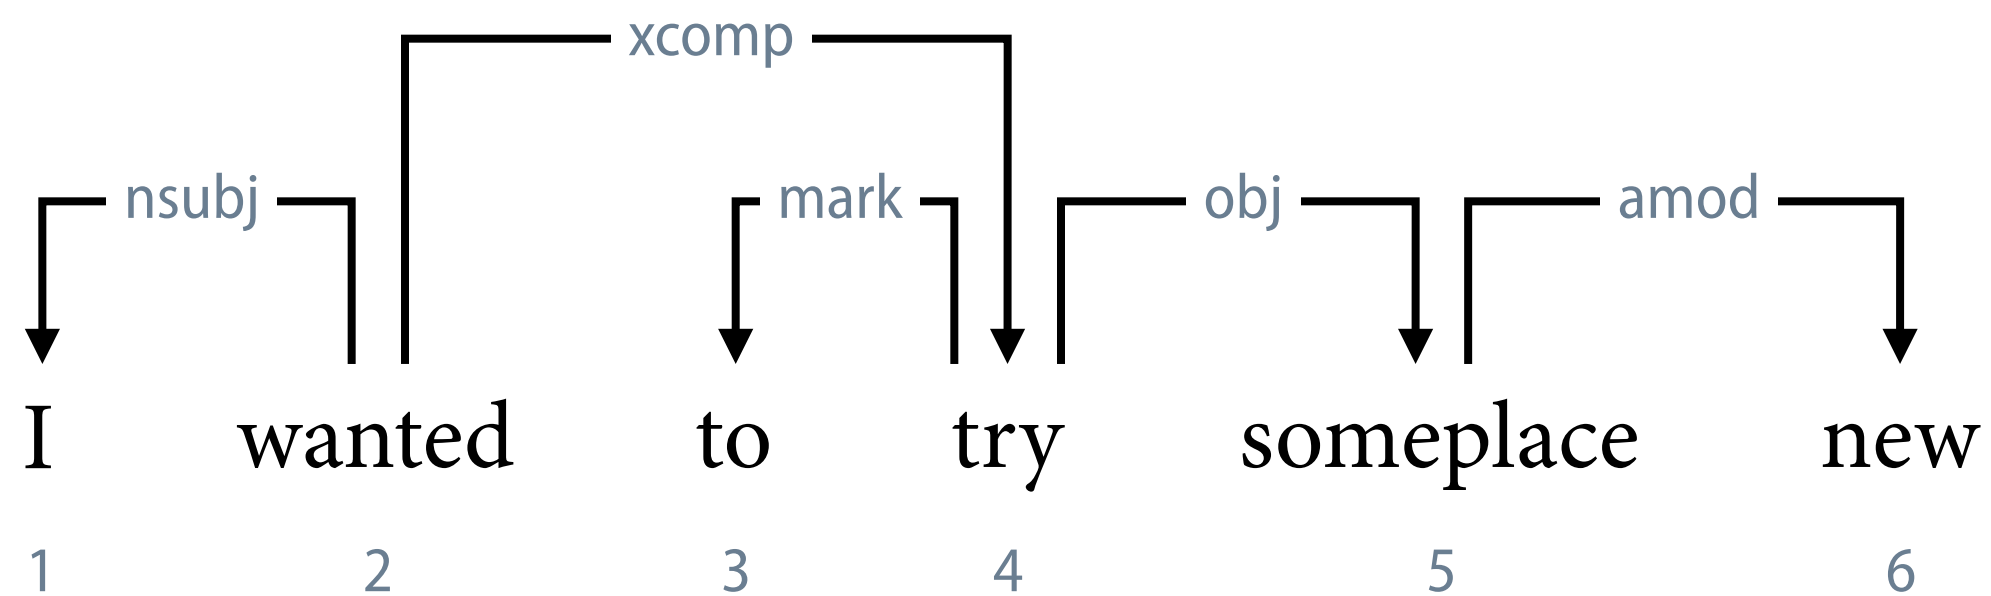 xcomp
nsubj mark obj amod
I wanted to try someplace new
1 2 3 4 5 6